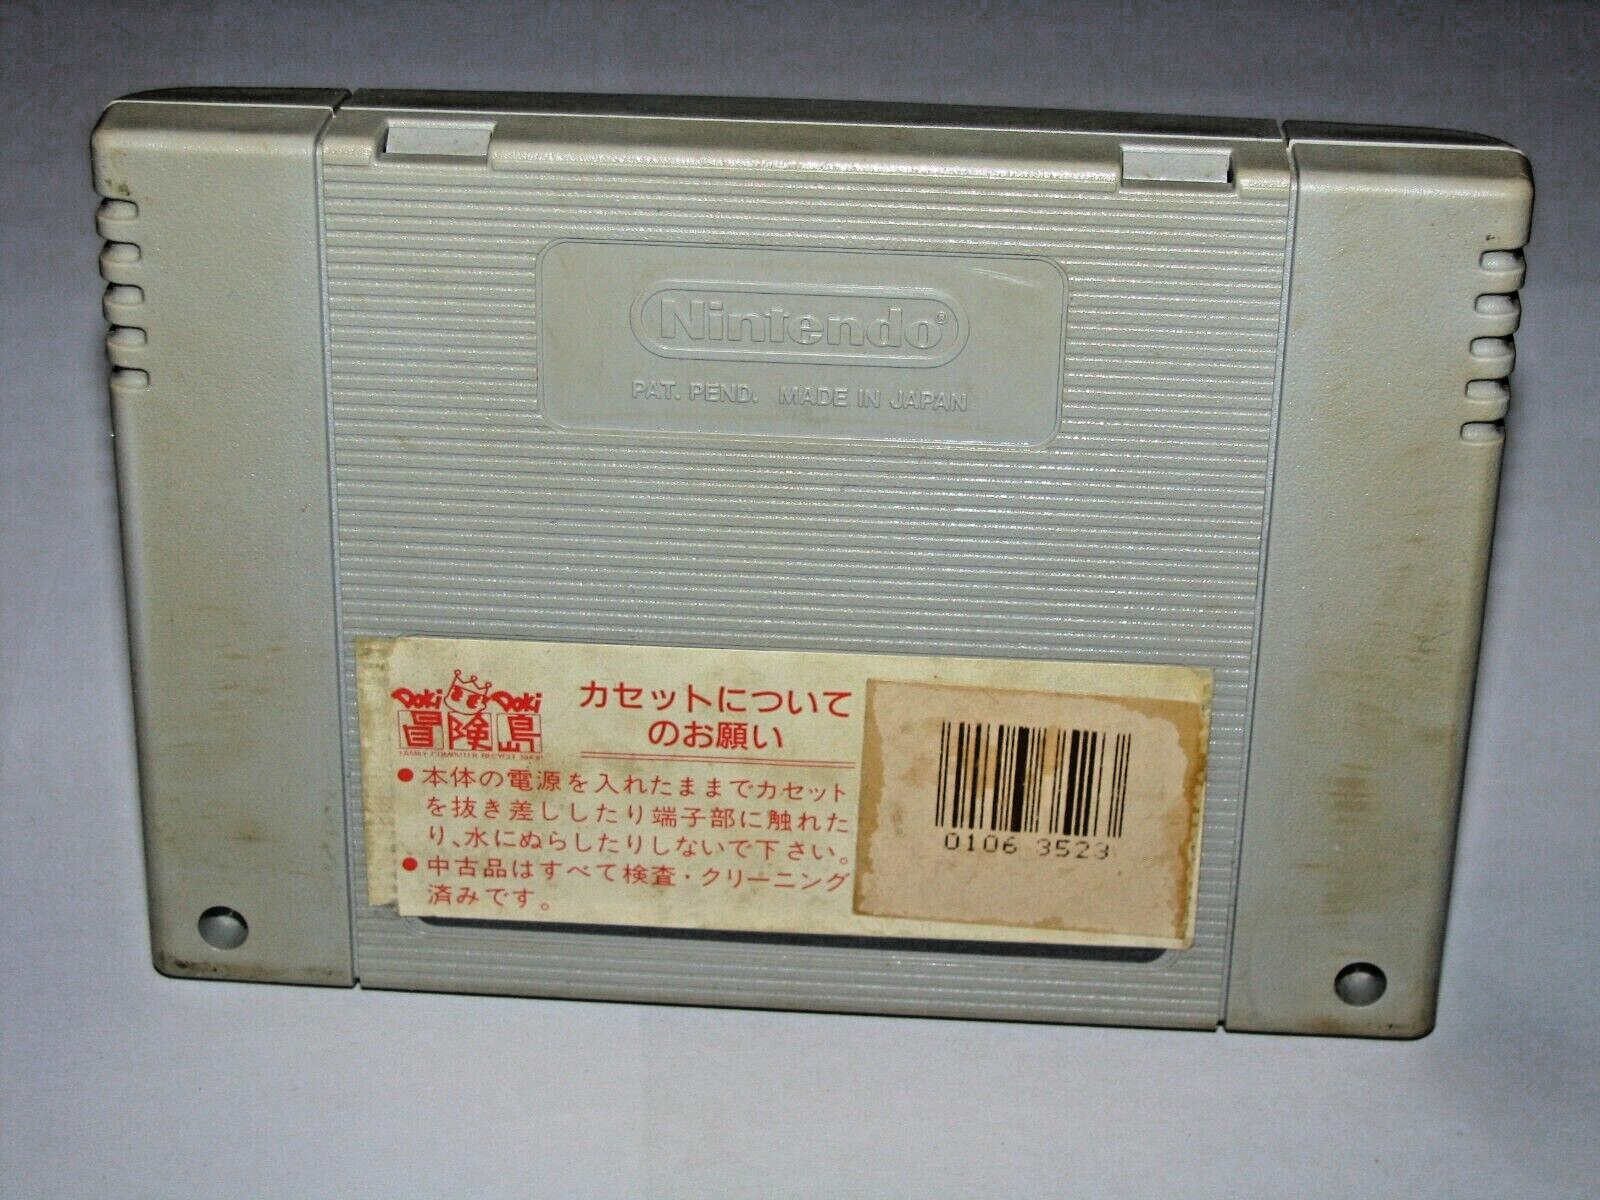 Nintendo®
PAT. PEND. MADE IN JAPAN
Doki Doki
冒険島
FAMILY COMPUTER RECYCLE SHOP
カセットについて
のお願い
●本体の電源を入れたままでカセット
を抜き差ししたり端子部に触れた
り、水にぬらしたりしないで下さい。
●中古品はすべて検査・クリーニング
済みです。
0106 3523